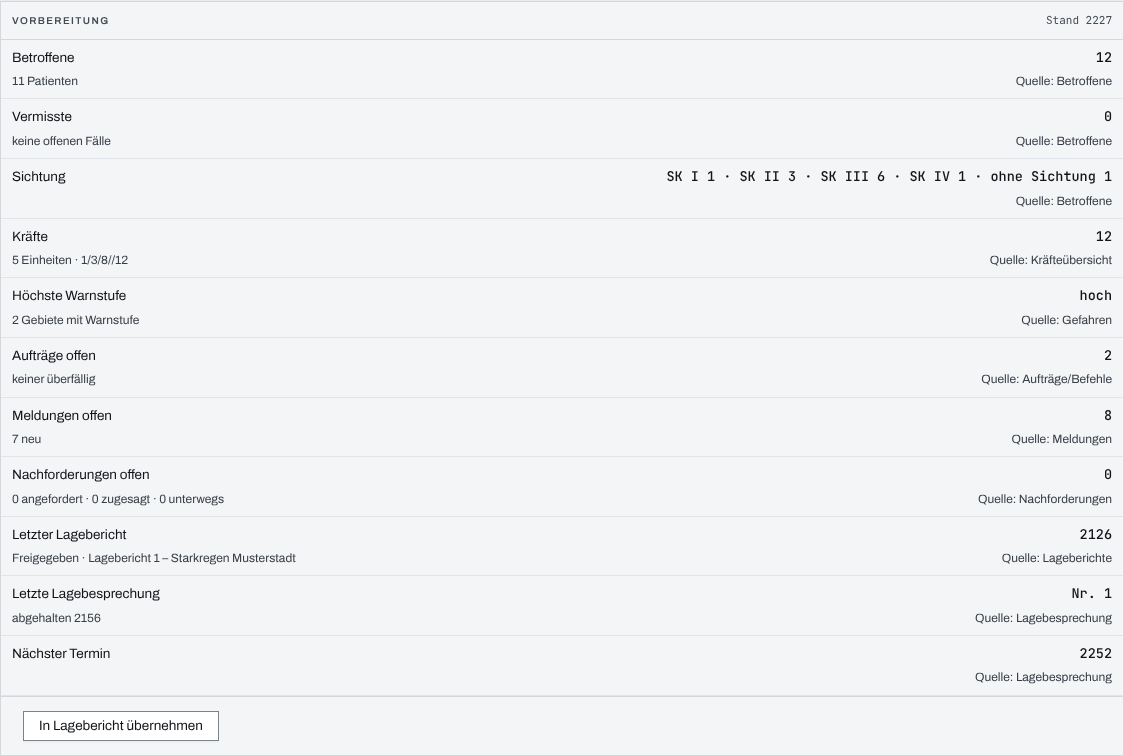 VORBEREITUNG Stand 2227
Betroffene 12
11 Patienten Quelle: Betroffene
Vermisste 0
keine offenen Fälle Quelle: Betroffene
Sichtung SK I 1 · SK II 3 · SK III 6 · SK IV 1 · ohne Sichtung 1
Quelle: Betroffene
Kräfte 12
5 Einheiten · 1/3/8//12 Quelle: Kräfteübersicht
Höchste Warnstufe hoch
2 Gebiete mit Warnstufe Quelle: Gefahren
Aufträge offen 2
keiner überfällig Quelle: Aufträge/Befehle
Meldungen offen 8
7 neu Quelle: Meldungen
Nachforderungen offen 0
0 angefordert · 0 zugesagt · 0 unterwegs Quelle: Nachforderungen
Letzter Lagebericht 2126
Freigegeben · Lagebericht 1 – Starkregen Musterstadt Quelle: Lageberichte
Letzte Lagebesprechung Nr. 1
abgehalten 2156 Quelle: Lagebesprechung
Nächster Termin 2252
Quelle: Lagebesprechung
In Lagebericht übernehmen